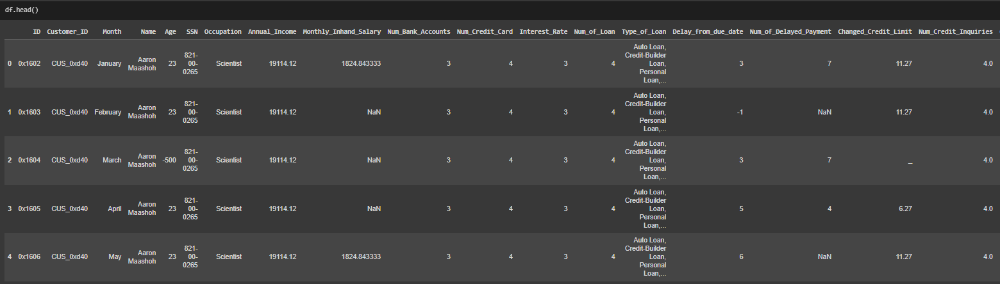 df.head()
ID Customer_ID Month Name Age SSN Occupation Annual_Income Monthly_Inhand_Salary Num_Bank_Accounts Num_Credit_Card Interest_Rate Num_of_Loan Type_of_Loan Delay_from_due_date Num_of_Delayed_Payment Changed_Credit_Limit Num_Credit_Inquiries
0 0x1602 CUS_0xd40 January Aaron Maashoh 23 821-00-0265 Scientist 19114.12 1824.843333 3 4 3 4 Auto Loan, Credit-Builder Loan, Personal Loan,... 3 7 11.27 4.0
1 0x1603 CUS_0xd40 February Aaron Maashoh 23 821-00-0265 Scientist 19114.12 NaN 3 4 3 4 Auto Loan, Credit-Builder Loan, Personal Loan,... -1 NaN 11.27 4.0
2 0x1604 CUS_0xd40 March Aaron Maashoh -500 821-00-0265 Scientist 19114.12 NaN 3 4 3 4 Auto Loan, Credit-Builder Loan, Personal Loan,... 3 7 _ 4.0
3 0x1605 CUS_0xd40 April Aaron Maashoh 23 821-00-0265 Scientist 19114.12 NaN 3 4 3 4 Auto Loan, Credit-Builder Loan, Personal Loan,... 5 4 6.27 4.0
4 0x1606 CUS_0xd40 May Aaron Maashoh 23 821-00-0265 Scientist 19114.12 1824.843333 3 4 3 4 Auto Loan, Credit-Builder Loan, Personal Loan,... 6 NaN 11.27 4.0